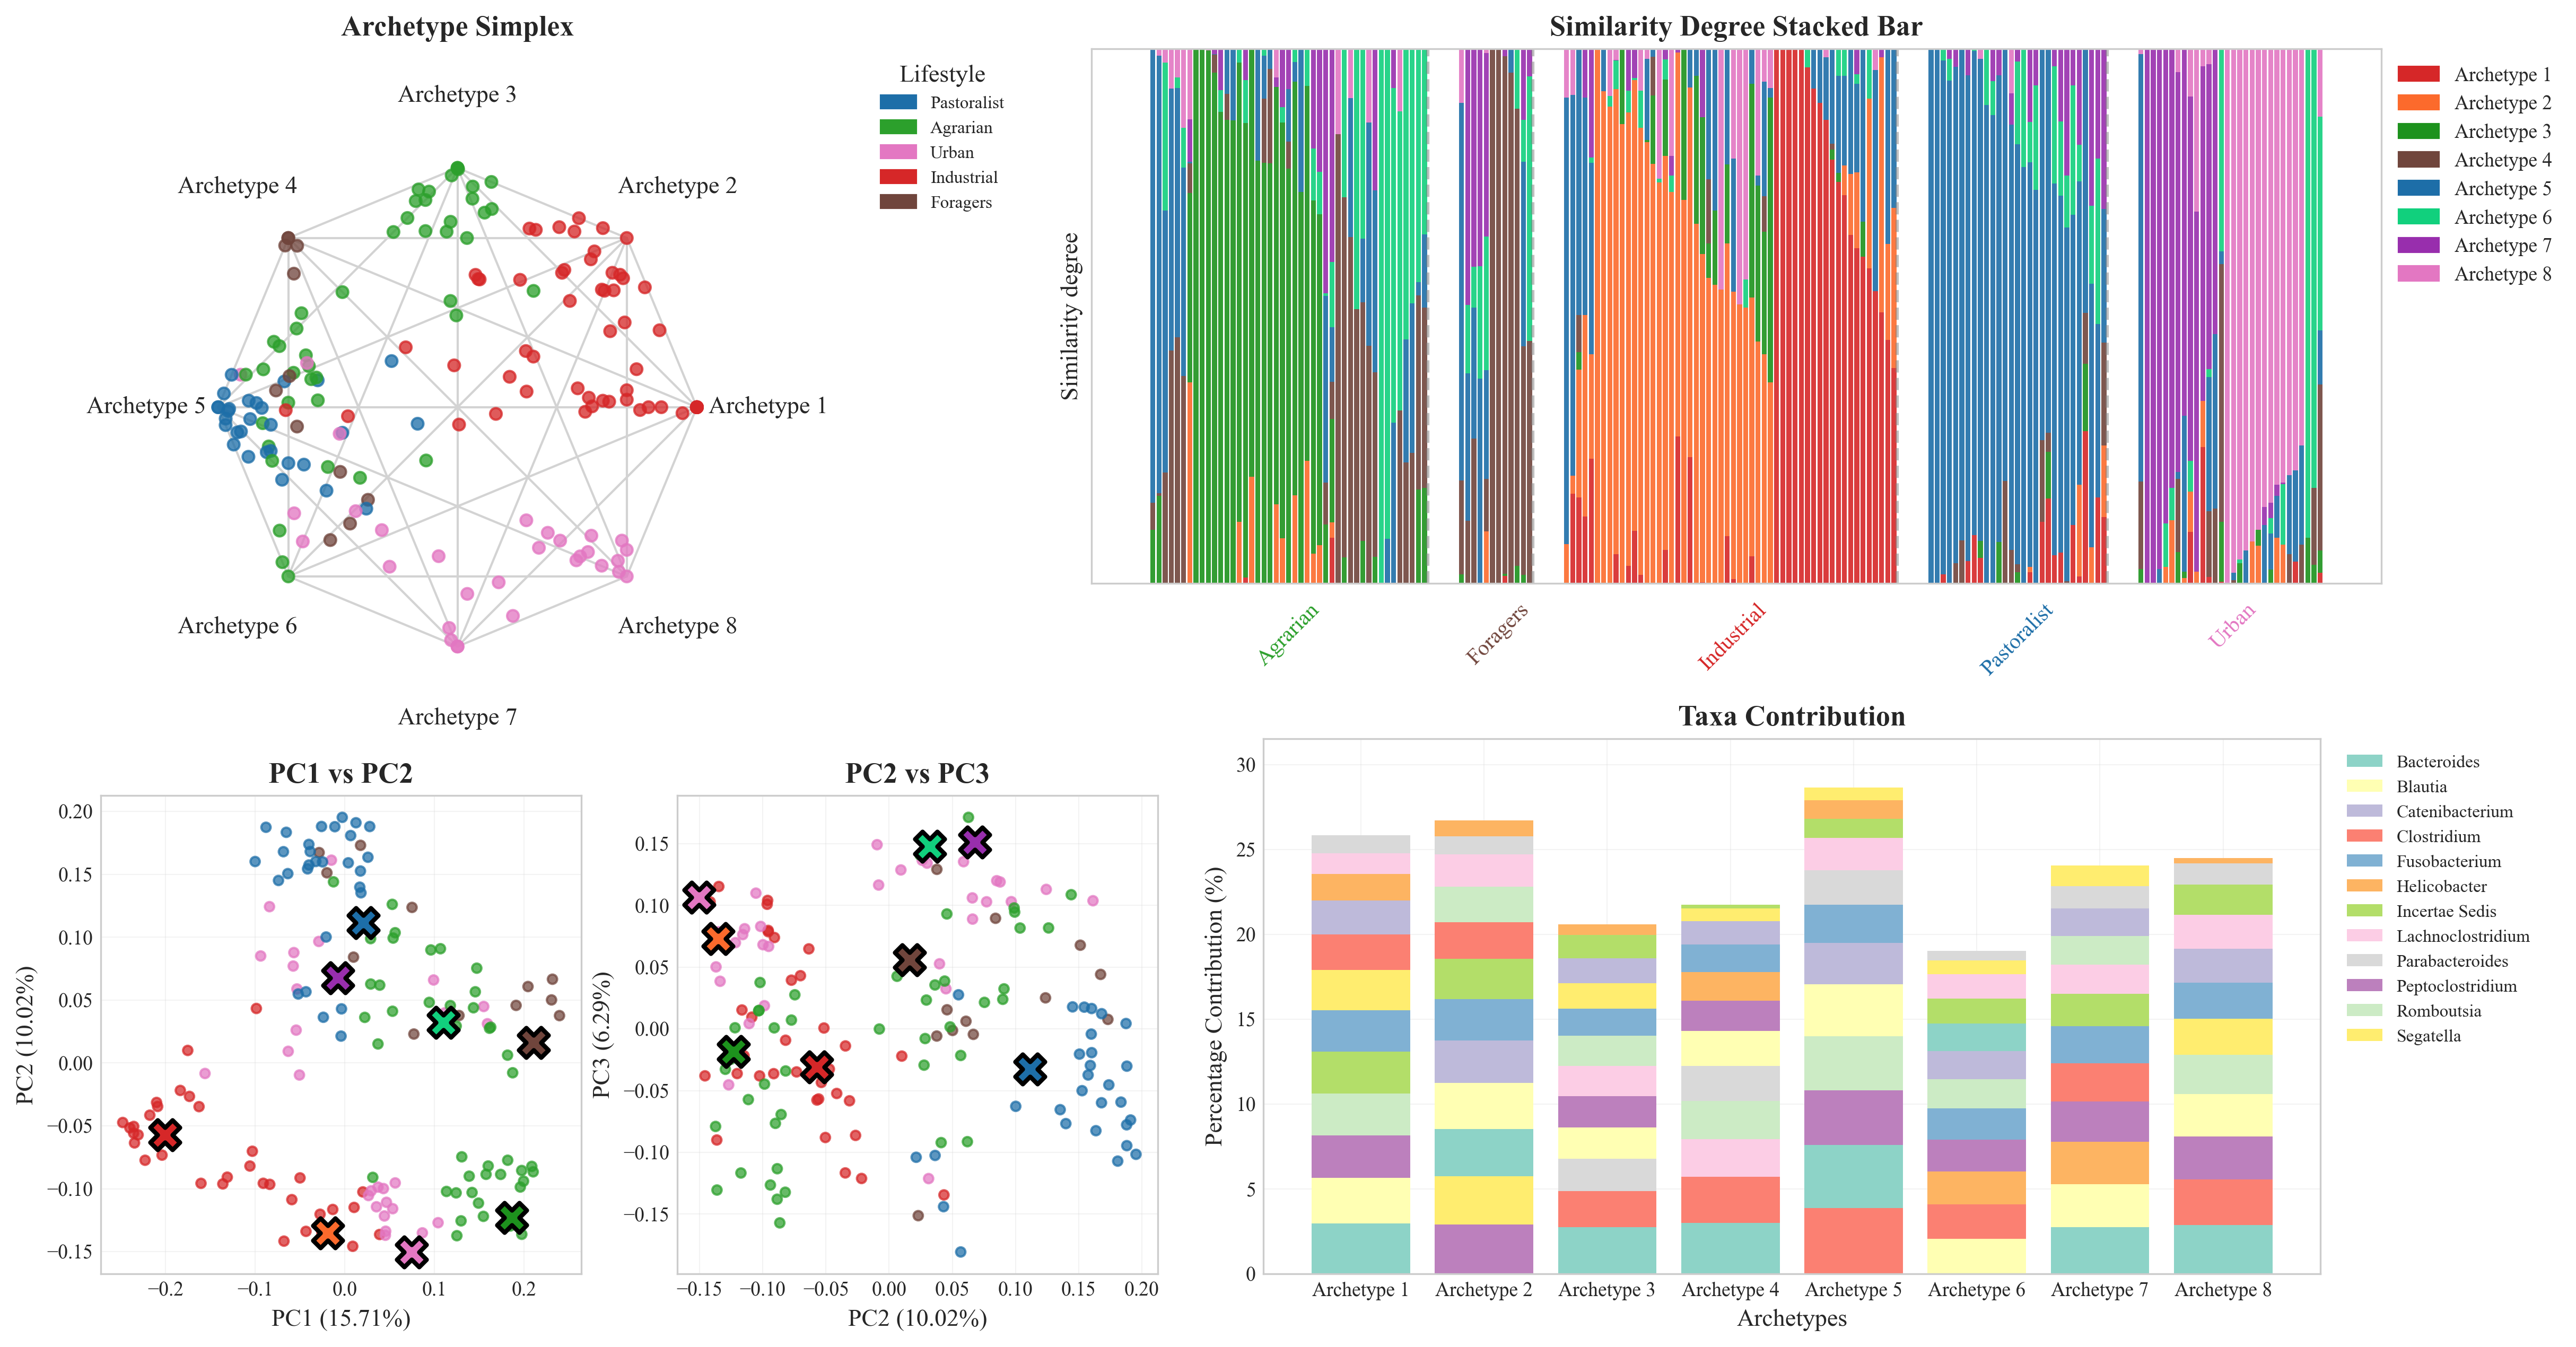 Archetype Simplex
Archetype 3
Archetype 4
Archetype 2
Archetype 5
Archetype 1
Archetype 6
Archetype 8
Archetype 7
Lifestyle
Pastoralist
Agrarian
Urban
Industrial
Foragers
Similarity Degree Stacked Bar
Similarity degree
Agrarian
Foragers
Industrial
Pastoralist
Urban
Archetype 1
Archetype 2
Archetype 3
Archetype 4
Archetype 5
Archetype 6
Archetype 7
Archetype 8
PC1 vs PC2
PC2 (10.02%)
0.20
0.15
0.10
0.05
0.00
−0.05
−0.10
−0.15
−0.2
−0.1
0.0
0.1
0.2
PC1 (15.71%)
PC2 vs PC3
PC3 (6.29%)
0.15
0.10
0.05
0.00
−0.05
−0.10
−0.15
−0.15
−0.10
−0.05
0.00
0.05
0.10
0.15
0.20
PC2 (10.02%)
Taxa Contribution
Percentage Contribution (%)
30
25
20
15
10
5
0
Archetype 1
Archetype 2
Archetype 3
Archetype 4
Archetype 5
Archetype 6
Archetype 7
Archetype 8
Archetypes
Bacteroides
Blautia
Catenibacterium
Clostridium
Fusobacterium
Helicobacter
Incertae Sedis
Lachnoclostridium
Parabacteroides
Peptoclostridium
Romboutsia
Segatella